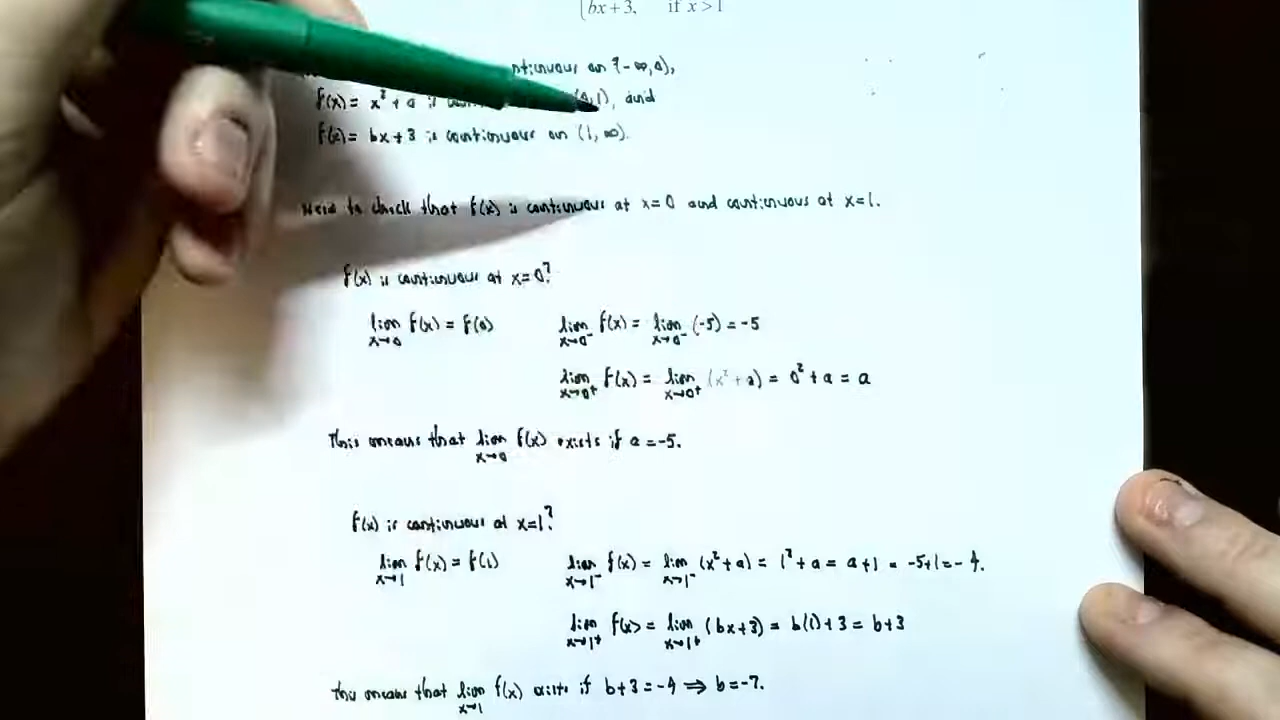 bx + 3, if x > 1
continuous on (-∞, 0),
f(x) = x² + a is (0,1), and
f(x) = bx + 3 is continuous on (1, ∞).
Need to check that f(x) is continuous at x = 0 and continuous at x = 1.
f(x) is continuous at x = 0?
lim x→0 f(x) = f(0) lim x→0⁻ f(x) = lim x→0⁻ (-5) = -5
lim x→0⁺ f(x) = lim x→0⁺ (x² + a) = 0² + a = a
This means that lim x→0 f(x) exists if a = -5.
f(x) is continuous at x = 1?
lim x→1 f(x) = f(1) lim x→1⁻ f(x) = lim x→1⁻ (x² + a) = 1² + a = a + 1 = -5 + 1 = -4.
lim x→1⁺ f(x) = lim x→1⁺ (bx + 3) = b(1) + 3 = b + 3
This means that lim x→1 f(x) exists if b + 3 = -4 ⇒ b = -7.